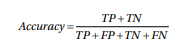 Accuracy = TP + TN / TP + FP + TN + FN